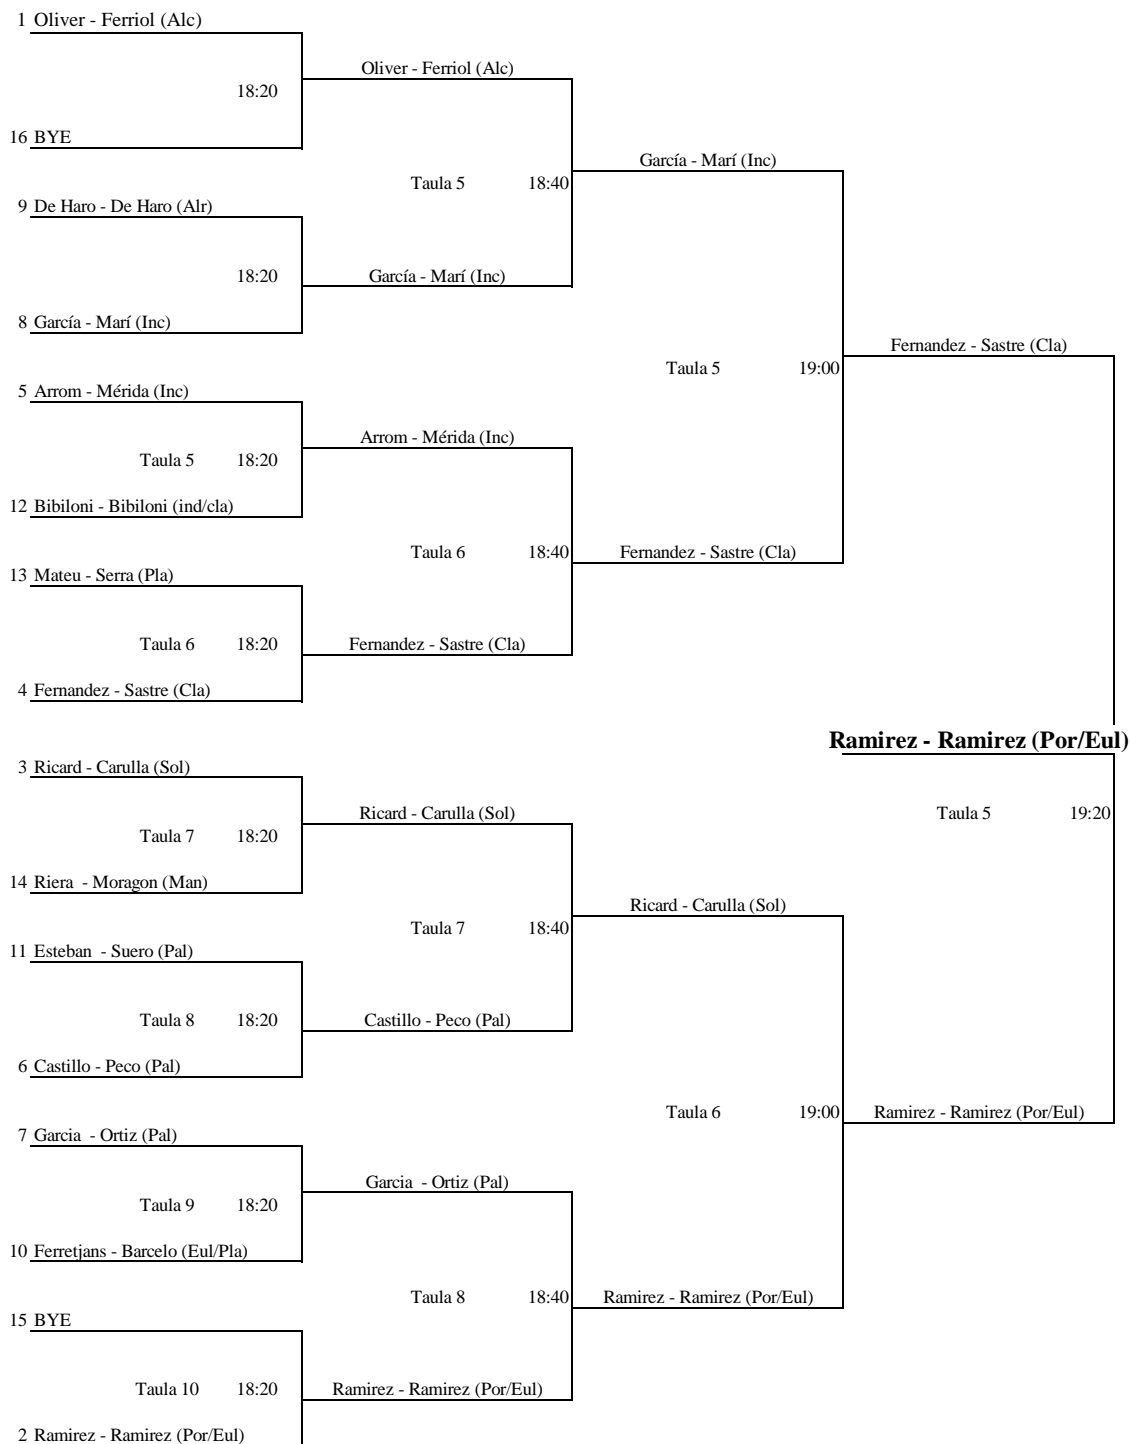 1 Oliver - Ferriol (Alc)
Oliver - Ferriol (Alc)
18:20
16 BYE
García - Marí (Inc)
Taula 5 18:40
9 De Haro - De Haro (Alr)
18:20 García - Marí (Inc)
8 García - Marí (Inc)
Fernandez - Sastre (Cla)
Taula 5 19:00
5 Arrom - Mérida (Inc)
Arrom - Mérida (Inc)
Taula 5 18:20
12 Bibiloni - Bibiloni (ind/cla)
Taula 6 18:40 Fernandez - Sastre (Cla)
13 Mateu - Serra (Pla)
Taula 6 18:20 Fernandez - Sastre (Cla)
4 Fernandez - Sastre (Cla)
Ramirez - Ramirez (Por/Eul)
3 Ricard - Carulla (Sol)
Ricard - Carulla (Sol) Taula 5 19:20
Taula 7 18:20
14 Riera - Moragon (Man)
Ricard - Carulla (Sol)
Taula 7 18:40
11 Esteban - Suero (Pal)
Taula 8 18:20 Castillo - Peco (Pal)
6 Castillo - Peco (Pal)
Taula 6 19:00 Ramirez - Ramirez (Por/Eul)
7 Garcia - Ortiz (Pal)
Garcia - Ortiz (Pal)
Taula 9 18:20
10 Ferretjans - Barcelo (Eul/Pla)
Taula 8 18:40 Ramirez - Ramirez (Por/Eul)
15 BYE
Taula 10 18:20 Ramirez - Ramirez (Por/Eul)
2 Ramirez - Ramirez (Por/Eul)